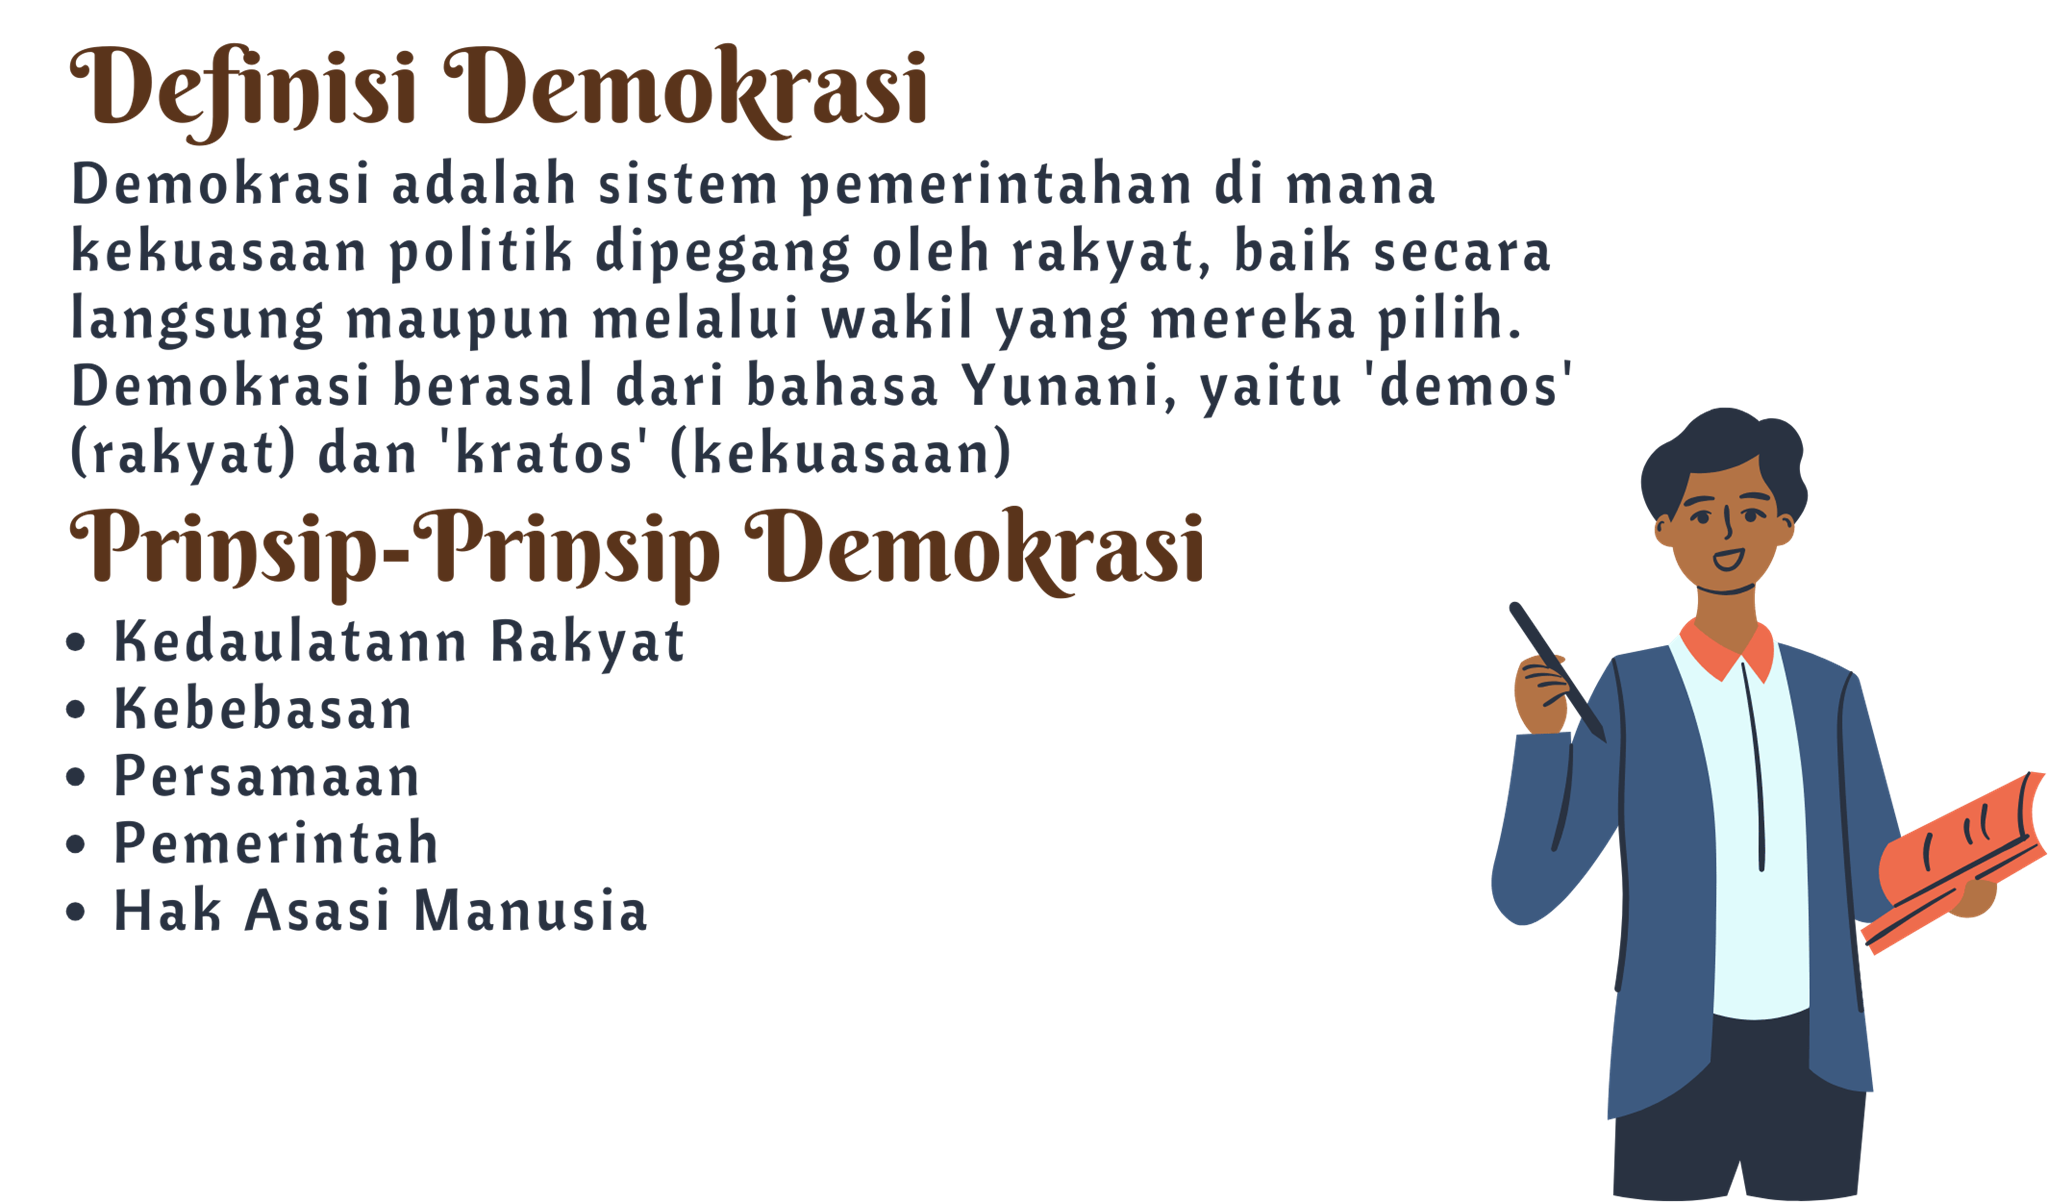 Definisi Demokrasi
Demokrasi adalah sistem pemerintahan di mana
kekuasaan politik dipegang oleh rakyat, baik secara
langsung maupun melalui wakil yang mereka pilih.
Demokrasi berasal dari bahasa Yunani, yaitu 'demos'
(rakyat) dan 'kratos' (kekuasaan)
Prinsip-Prinsip Demokrasi
• Kedaulatann Rakyat
• Kebebasan
• Persamaan
• Pemerintah
• Hak Asasi Manusia